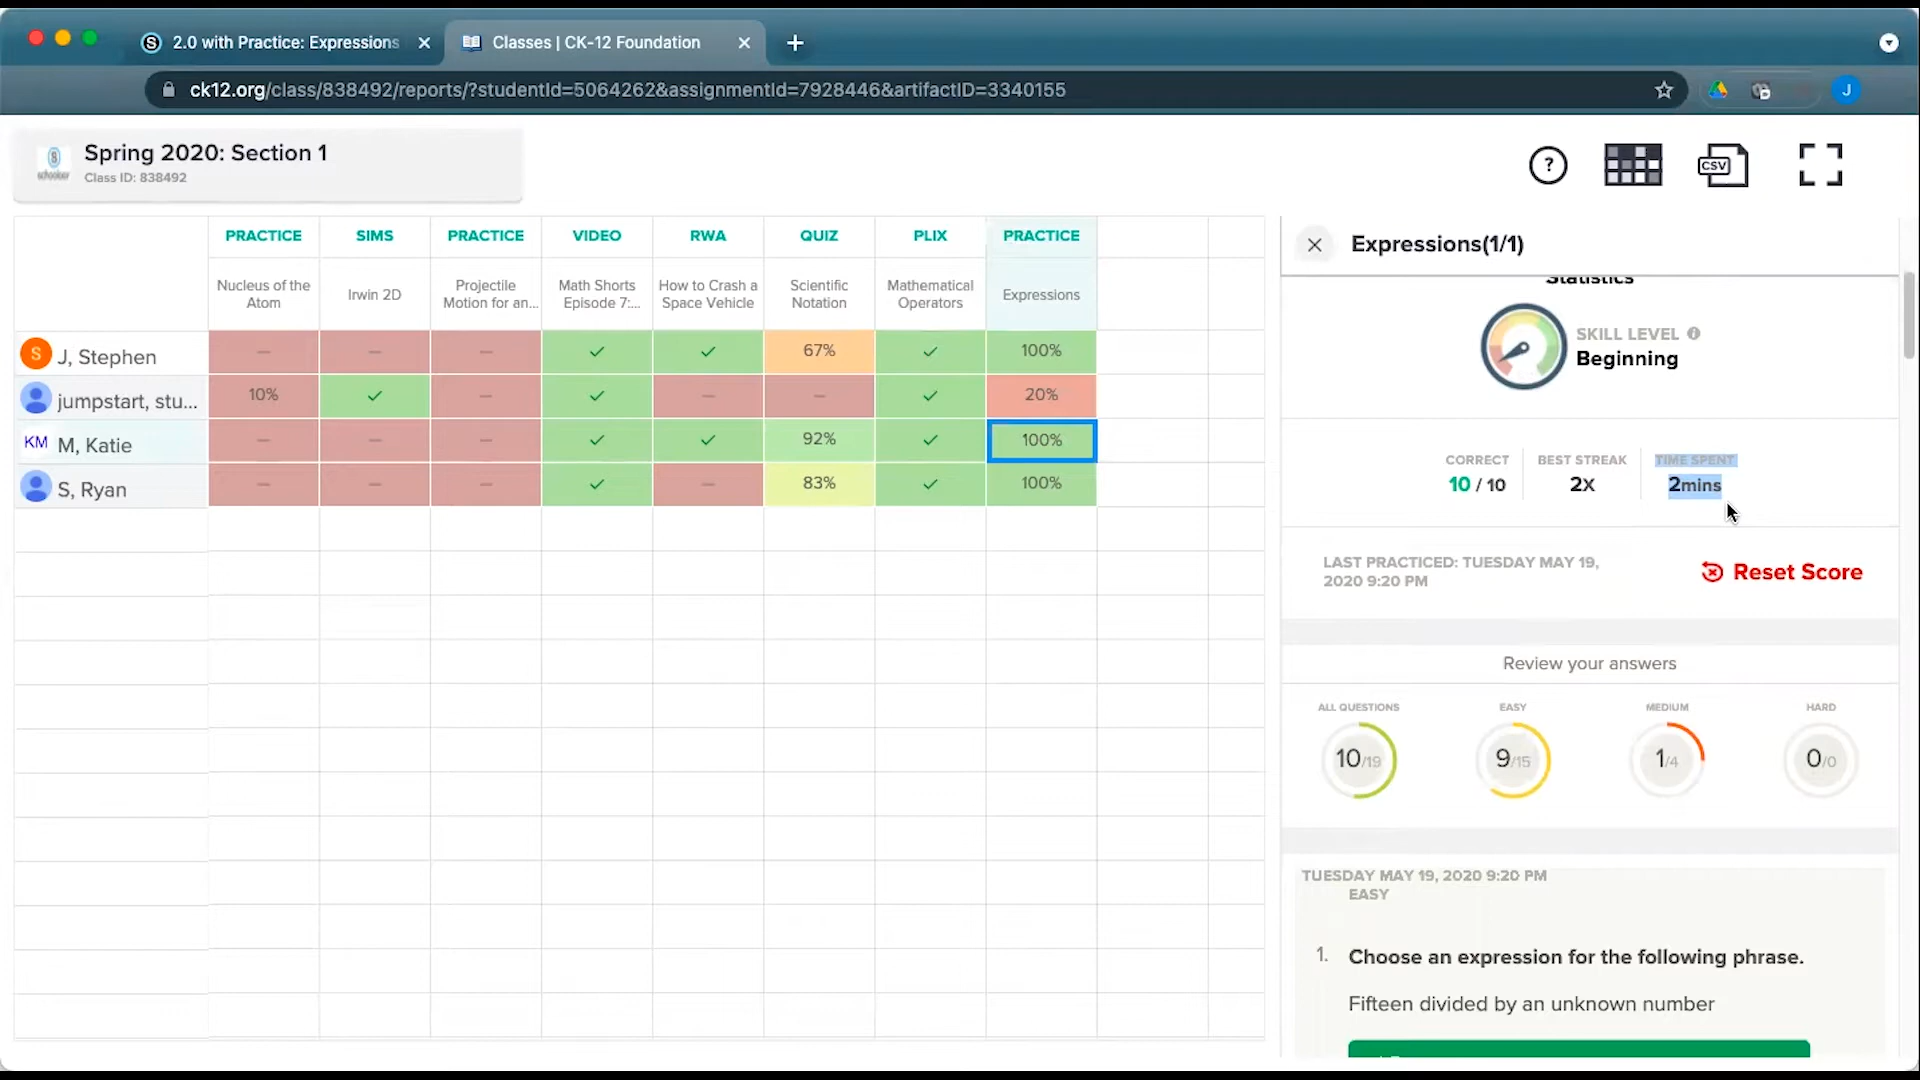 2.0 with Practice: Expressions
Classes | CK-12 Foundation
ck12.org/class/838492/reports/?studentId=5064262&assignmentId=7928446&artifactID=3340155
J
Spring 2020: Section 1
Class ID: 838492
schoology
?
CSV
PRACTICE SIMS PRACTICE VIDEO RWA QUIZ PLIX PRACTICE
Nucleus of the Atom
Irwin 2D
Projectile Motion for an...
Math Shorts Episode 7:...
How to Crash a Space Vehicle
Scientific Notation
Mathematical Operators
Expressions
S J, Stephen – – – ✓ ✓ 67% ✓ 100%
jumpstart, stu... 10% ✓ – ✓ – – ✓ 20%
KM M, Katie – – – ✓ ✓ 92% ✓ 100%
S, Ryan – – – ✓ – 83% ✓ 100%
Expressions(1/1)
Statistics
SKILL LEVEL
Beginning
CORRECT BEST STREAK TIME SPENT
10 / 10 2X 2mins
LAST PRACTICED: TUESDAY MAY 19,
2020 9:20 PM
Reset Score
Review your answers
ALL QUESTIONS EASY MEDIUM HARD
10/19 9/15 1/4 0/0
TUESDAY MAY 19, 2020 9:20 PM
EASY
1. Choose an expression for the following phrase.
Fifteen divided by an unknown number